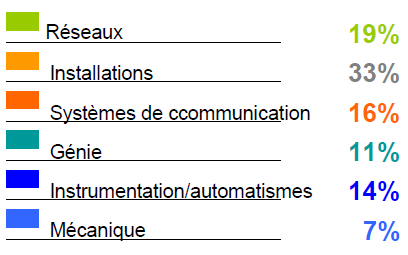 Réseaux 19%
Installations 33%
Systèmes de ccommunication 16%
Génie 11%
Instrumentation/automatismes 14%
Mécanique 7%